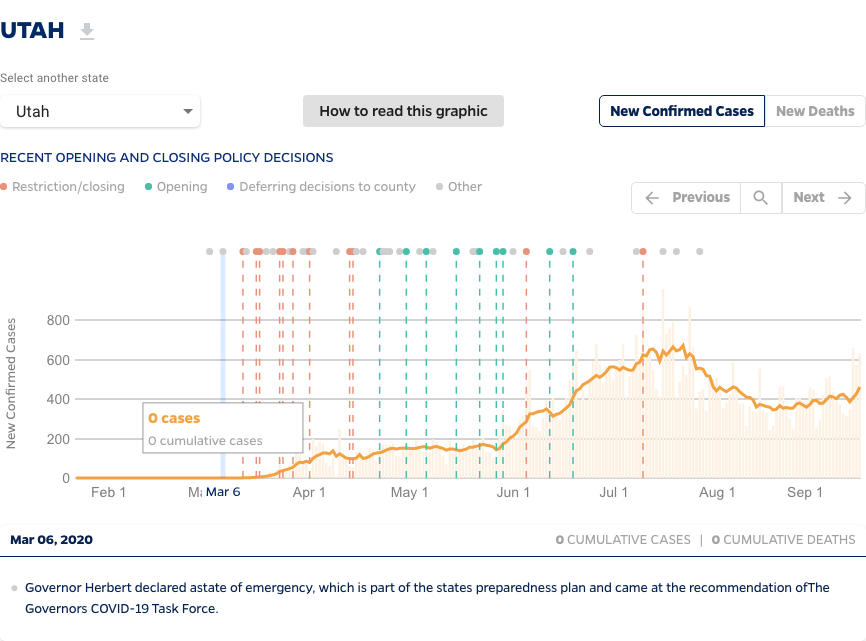 UTAH
Select another state
Utah
How to read this graphic
New Confirmed Cases
New Deaths
RECENT OPENING AND CLOSING POLICY DECISIONS
Restriction/closing
Opening
Deferring decisions to county
Other
Previous
Next
New Confirmed Cases
800
600
400
200
0
0 cases
0 cumulative cases
Feb 1
Ma
Mar 6
Apr 1
May 1
Jun 1
Jul 1
Aug 1
Sep 1
Mar 06, 2020
0 CUMULATIVE CASES | 0 CUMULATIVE DEATHS
Governor Herbert declared astate of emergency, which is part of the states preparedness plan and came at the recommendation ofThe
Governors COVID-19 Task Force.